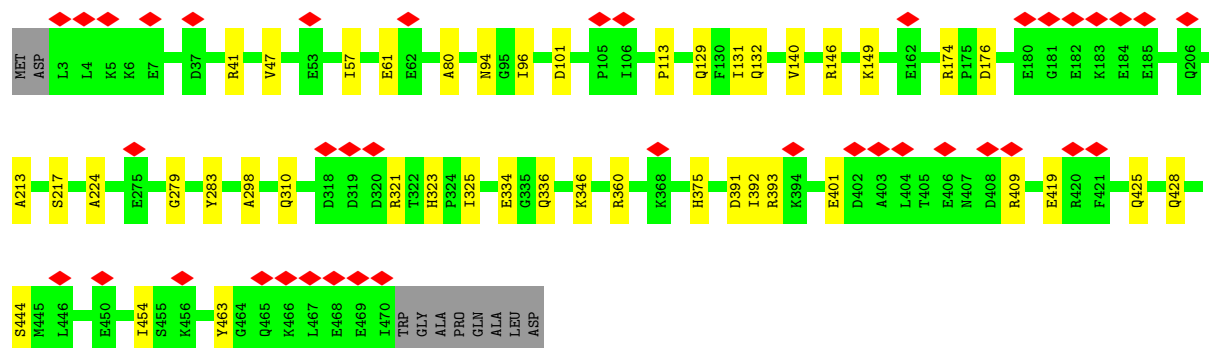 MET ASP L3 L4 K5 K6 E7 D37 R41 V47 E53 I57 E61 E62 A80 N94 G95 I96 D101 P105 I106 P113 Q129 F130 I131 Q132 V140 R146 K149 E162 R174 P175 D176 E180 G181 E182 K183 E184 E185 Q206
A213 S217 A224 E275 G279 Y283 A298 Q310 D318 D319 D320 R321 T322 H323 P324 I325 E334 G335 Q336 K346 R360 K368 H375 D391 I392 R393 K394 E401 D402 A403 L404 T405 E406 N407 D408 R409 E419 R420 F421 Q425 Q428
S444 M445 L446 E450 I454 S455 K456 Y463 G464 Q465 K466 L467 E468 E469 I470 TRP GLY ALA PRO GLN ALA LEU ASP